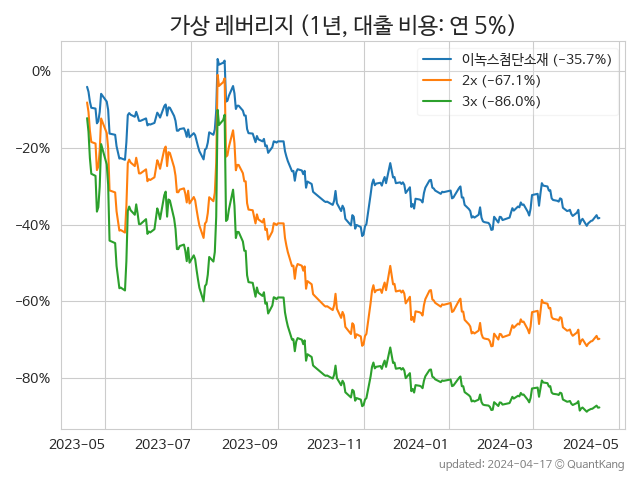 가상 레버리지 (1년, 대출 비용: 연 5%)
이녹스첨단소재 (−35.7%)
2x (−67.1%)
3x (−86.0%)
0%
−20%
−40%
−60%
−80%
2023-05 2023-07 2023-09 2023-11 2024-01 2024-03 2024-05
updated: 2024-04-17 © QuantKang